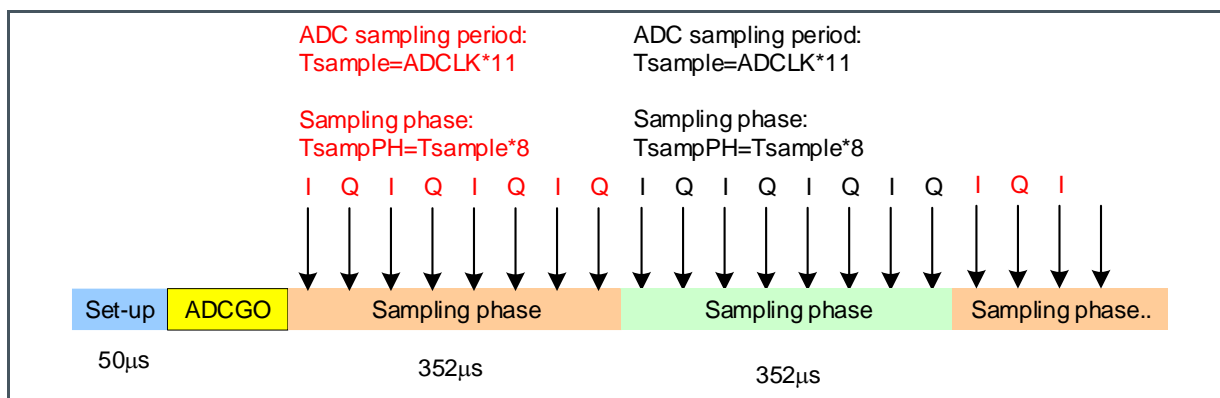 ADC sampling period:
Tsample=ADCLK*11
Sampling phase:
TsampPH=Tsample*8
ADC sampling period:
Tsample=ADCLK*11
Sampling phase:
TsampPH=Tsample*8
I Q I Q I Q I Q I Q I Q I Q I Q I Q I
Set-up ADCGO Sampling phase Sampling phase Sampling phase..
50μs 352μs 352μs